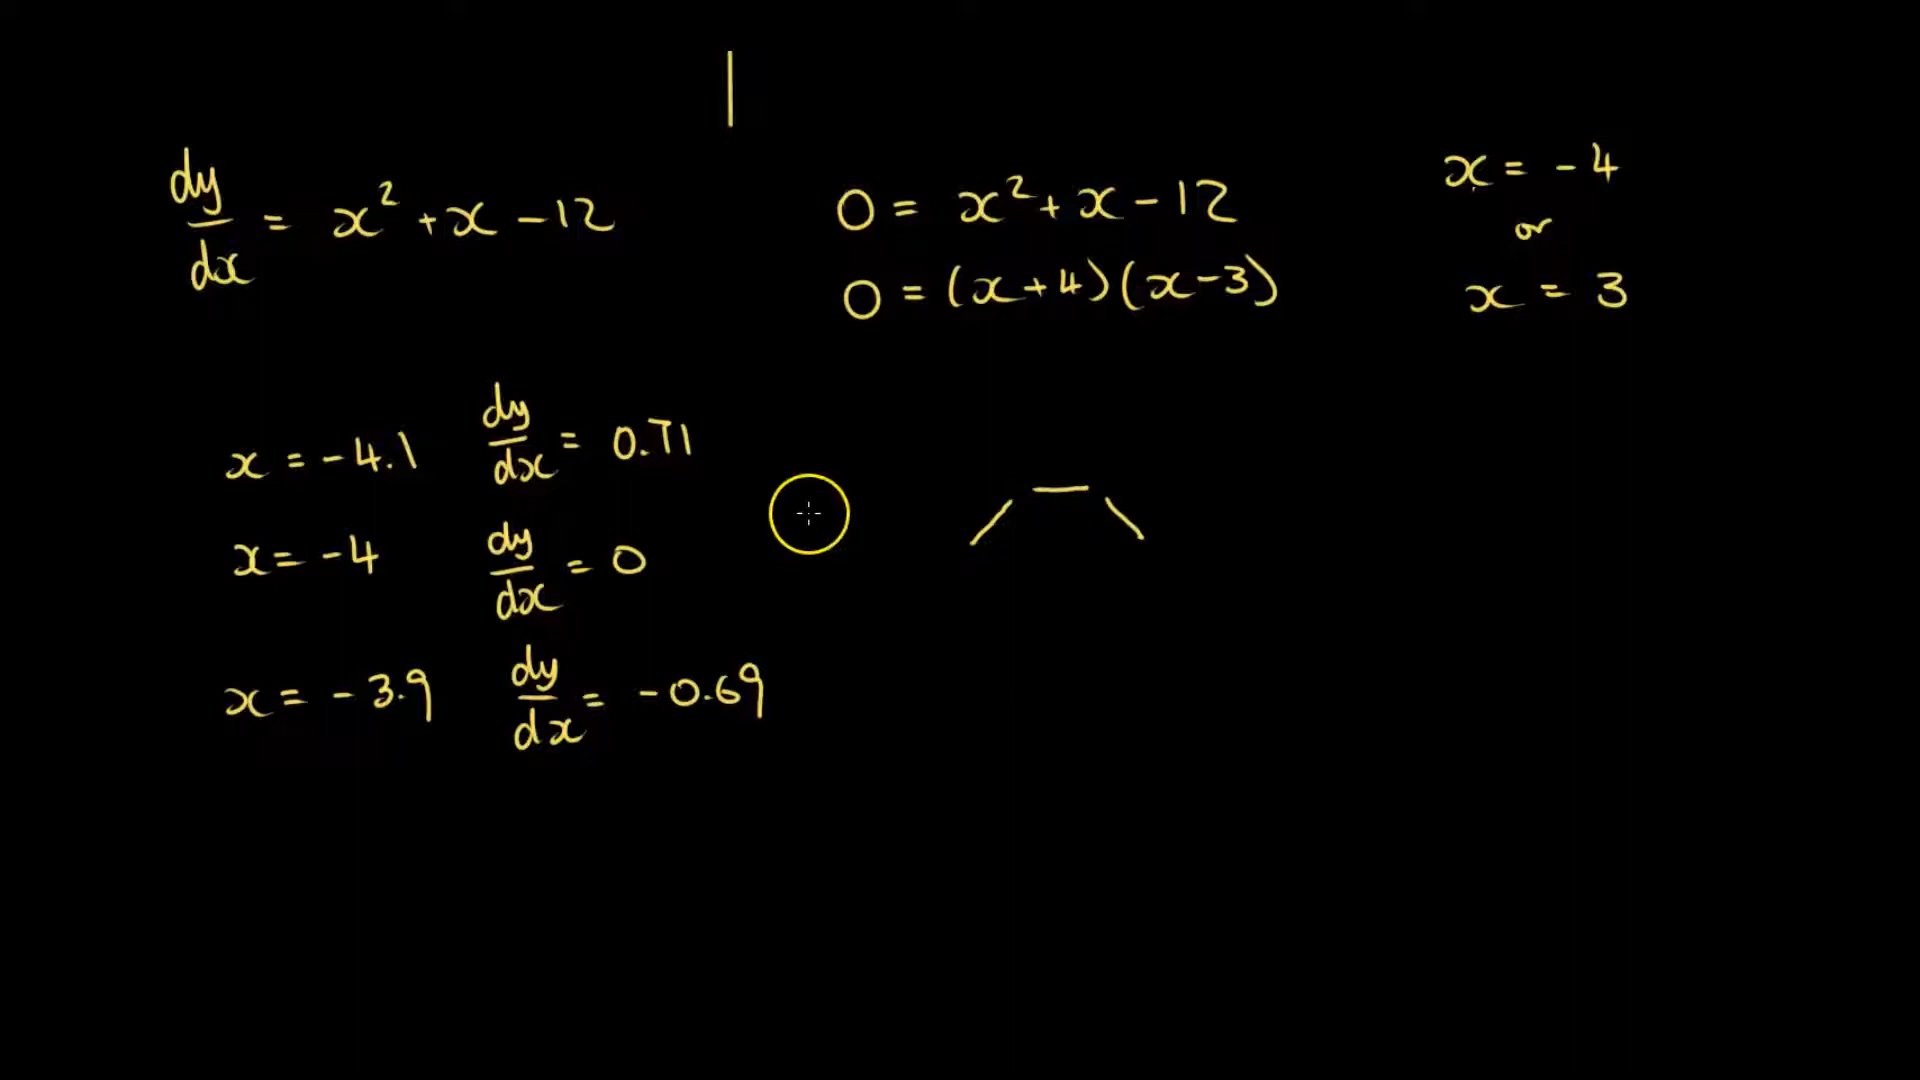 dy/dx = x² + x - 12
0 = x² + x - 12
0 = (x + 4)(x - 3)
x = -4
or
x = 3
x = -4.1 dy/dx = 0.71
x = -4 dy/dx = 0
x = -3.9 dy/dx = -0.69